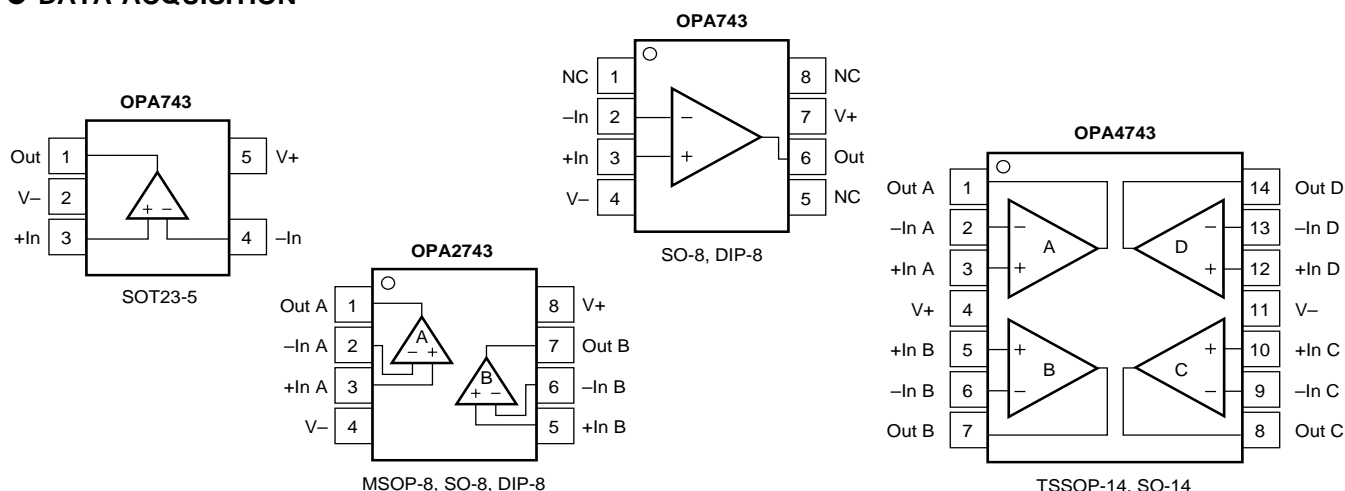 ● DATA ACQUISITION
OPA743
Out 1
V– 2
+In 3
5 V+
4 –In
+ –
SOT23-5
OPA2743
Out A 1
–In A 2
+In A 3
V– 4
8 V+
7 Out B
6 –In B
5 +In B
A
– +
B
+ –
MSOP-8, SO-8, DIP-8
OPA743
NC 1
–In 2
+In 3
V– 4
8 NC
7 V+
6 Out
5 NC
–
+
SO-8, DIP-8
OPA4743
Out A 1
–In A 2
+In A 3
V+ 4
+In B 5
–In B 6
Out B 7
14 Out D
13 –In D
12 +In D
11 V–
10 +In C
9 –In C
8 Out C
– –
A D
+ +
+ +
B C
– –
TSSOP-14, SO-14